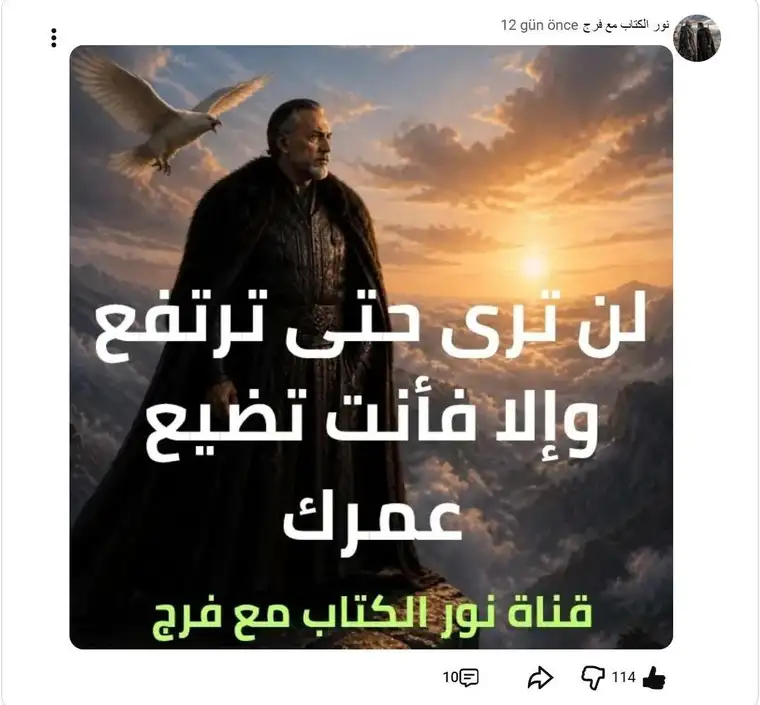 نور الكتاب مع فرج 12 gün önce
لن ترى حتى ترتفع
وإلا فأنت تضيع
عمرك
قناة نور الكتاب مع فرج
114
10